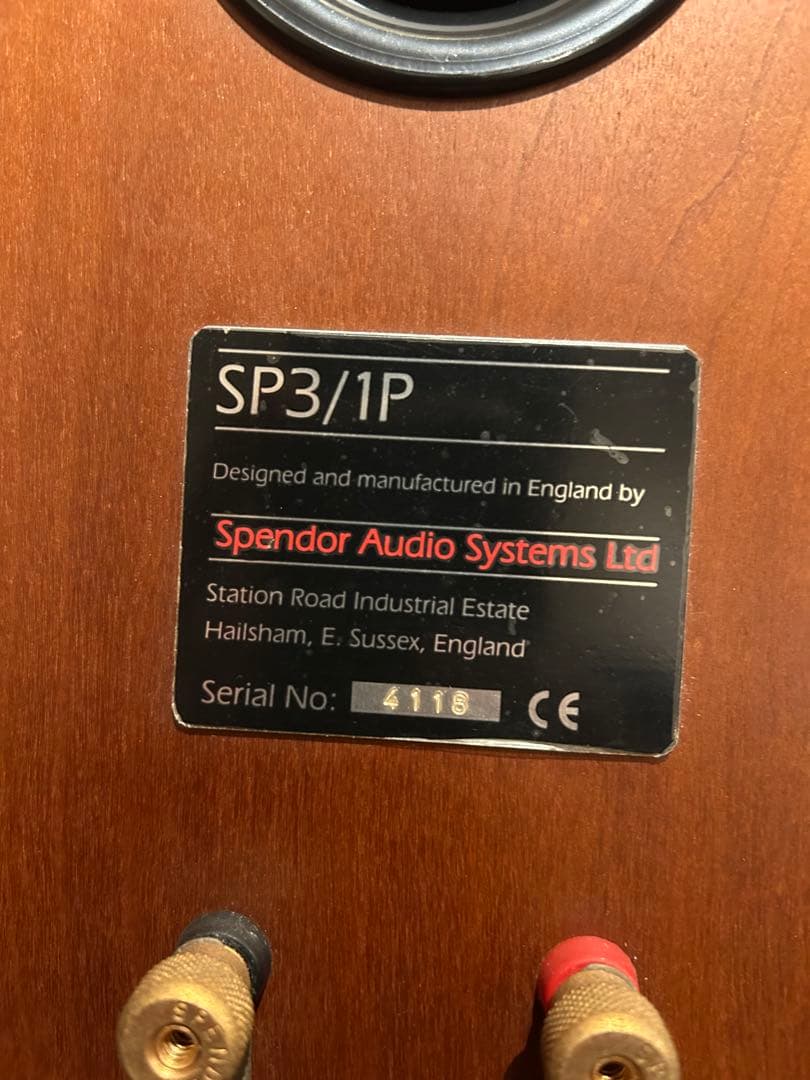 SP3/1P
Designed and manufactured in England by
Spendor Audio Systems Ltd
Station Road Industrial Estate
Hailsham, E. Sussex, England
Serial No: 4118 CE